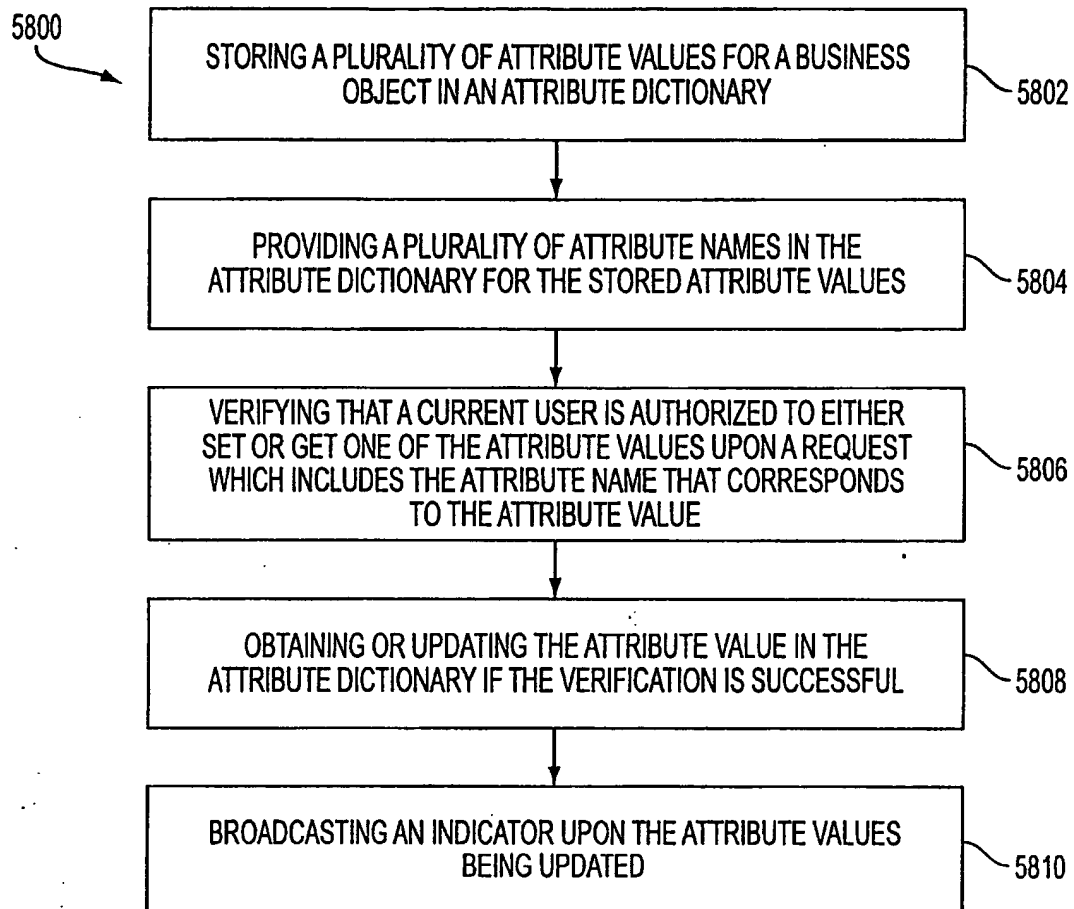 5800
STORING A PLURALITY OF ATTRIBUTE VALUES FOR A BUSINESS
OBJECT IN AN ATTRIBUTE DICTIONARY
5802
PROVIDING A PLURALITY OF ATTRIBUTE NAMES IN THE
ATTRIBUTE DICTIONARY FOR THE STORED ATTRIBUTE VALUES
5804
VERIFYING THAT A CURRENT USER IS AUTHORIZED TO EITHER
SET OR GET ONE OF THE ATTRIBUTE VALUES UPON A REQUEST
WHICH INCLUDES THE ATTRIBUTE NAME THAT CORRESPONDS
TO THE ATTRIBUTE VALUE
5806
OBTAINING OR UPDATING THE ATTRIBUTE VALUE IN THE
ATTRIBUTE DICTIONARY IF THE VERIFICATION IS SUCCESSFUL
5808
BROADCASTING AN INDICATOR UPON THE ATTRIBUTE VALUES
BEING UPDATED
5810